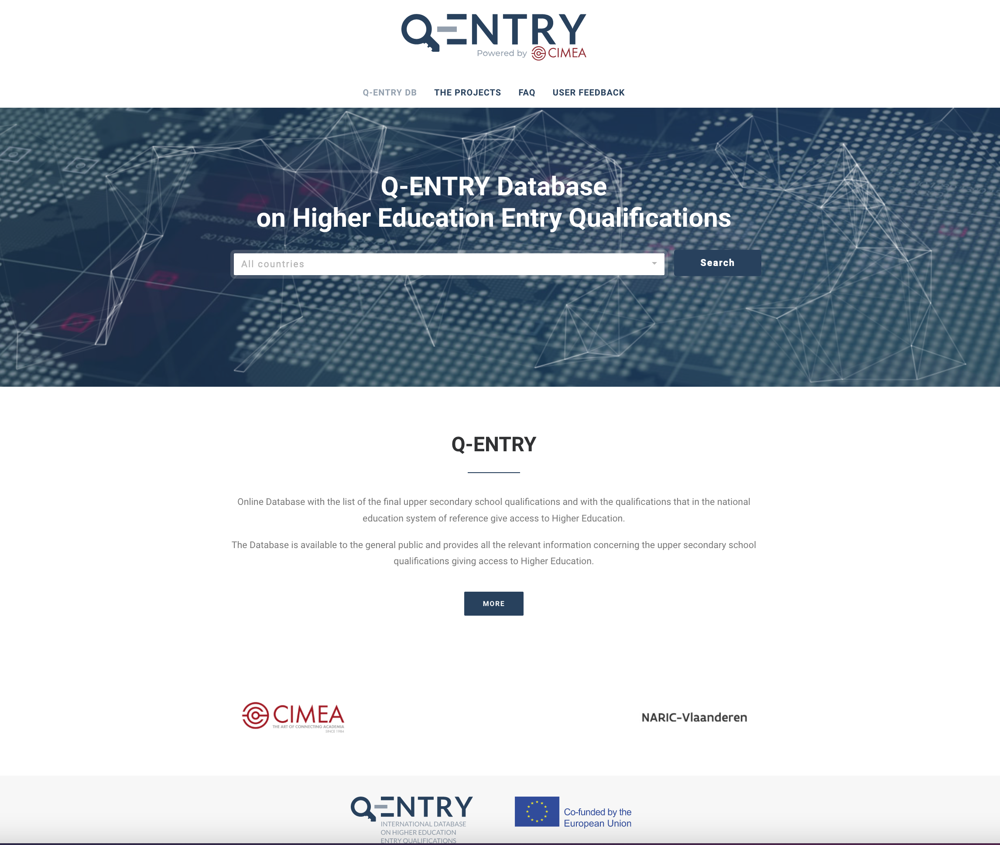 Q-ENTRY
Powered by CIMEA
Q-ENTRY DB THE PROJECTS FAQ USER FEEDBACK
Q-ENTRY Database
on Higher Education Entry Qualifications
All countries
Search
Q-ENTRY
Online Database with the list of the final upper secondary school qualifications and with the qualifications that in the national
education system of reference give access to Higher Education.
The Database is available to the general public and provides all the relevant information concerning the upper secondary school
qualifications giving access to Higher Education.
MORE
CIMEA
THE ART OF CONNECTING ACADEMIA
SINCE 1984
NARIC-Vlaanderen
Q-ENTRY
INTERNATIONAL DATABASE
ON HIGHER EDUCATION
ENTRY QUALIFICATIONS
Co-funded by the
European Union